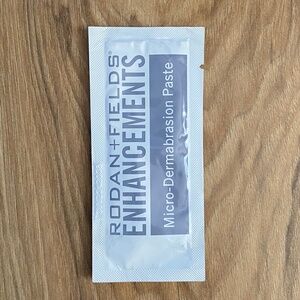 RODAN+FIELDS®
ENHANCEMENTS
Micro-Dermabrasion Paste